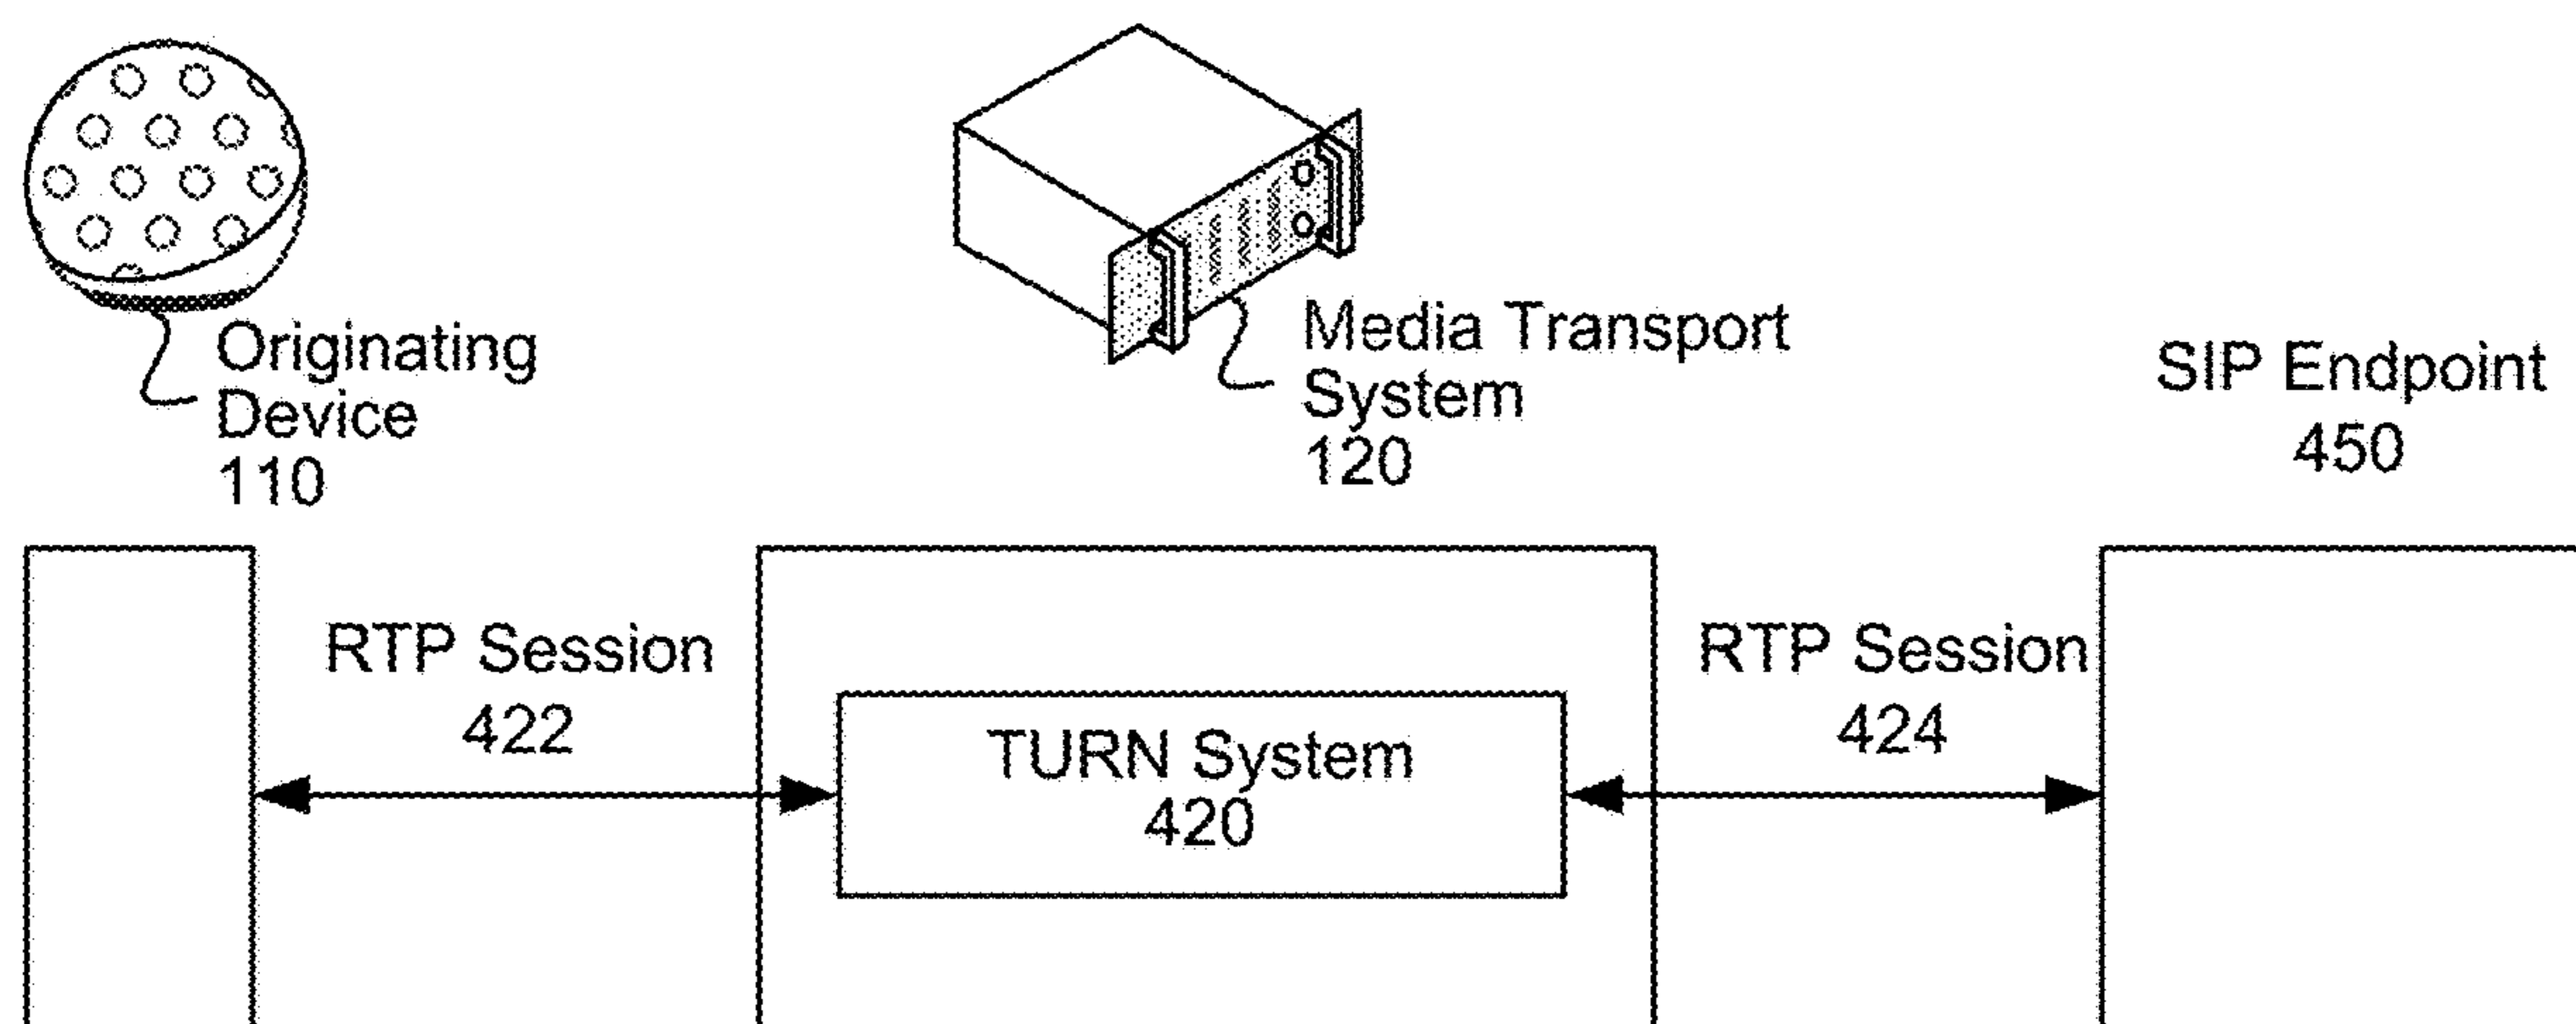 Originating
Device
110
Media Transport
System
120
SIP Endpoint
450
RTP Session
422
TURN System
420
RTP Session
424